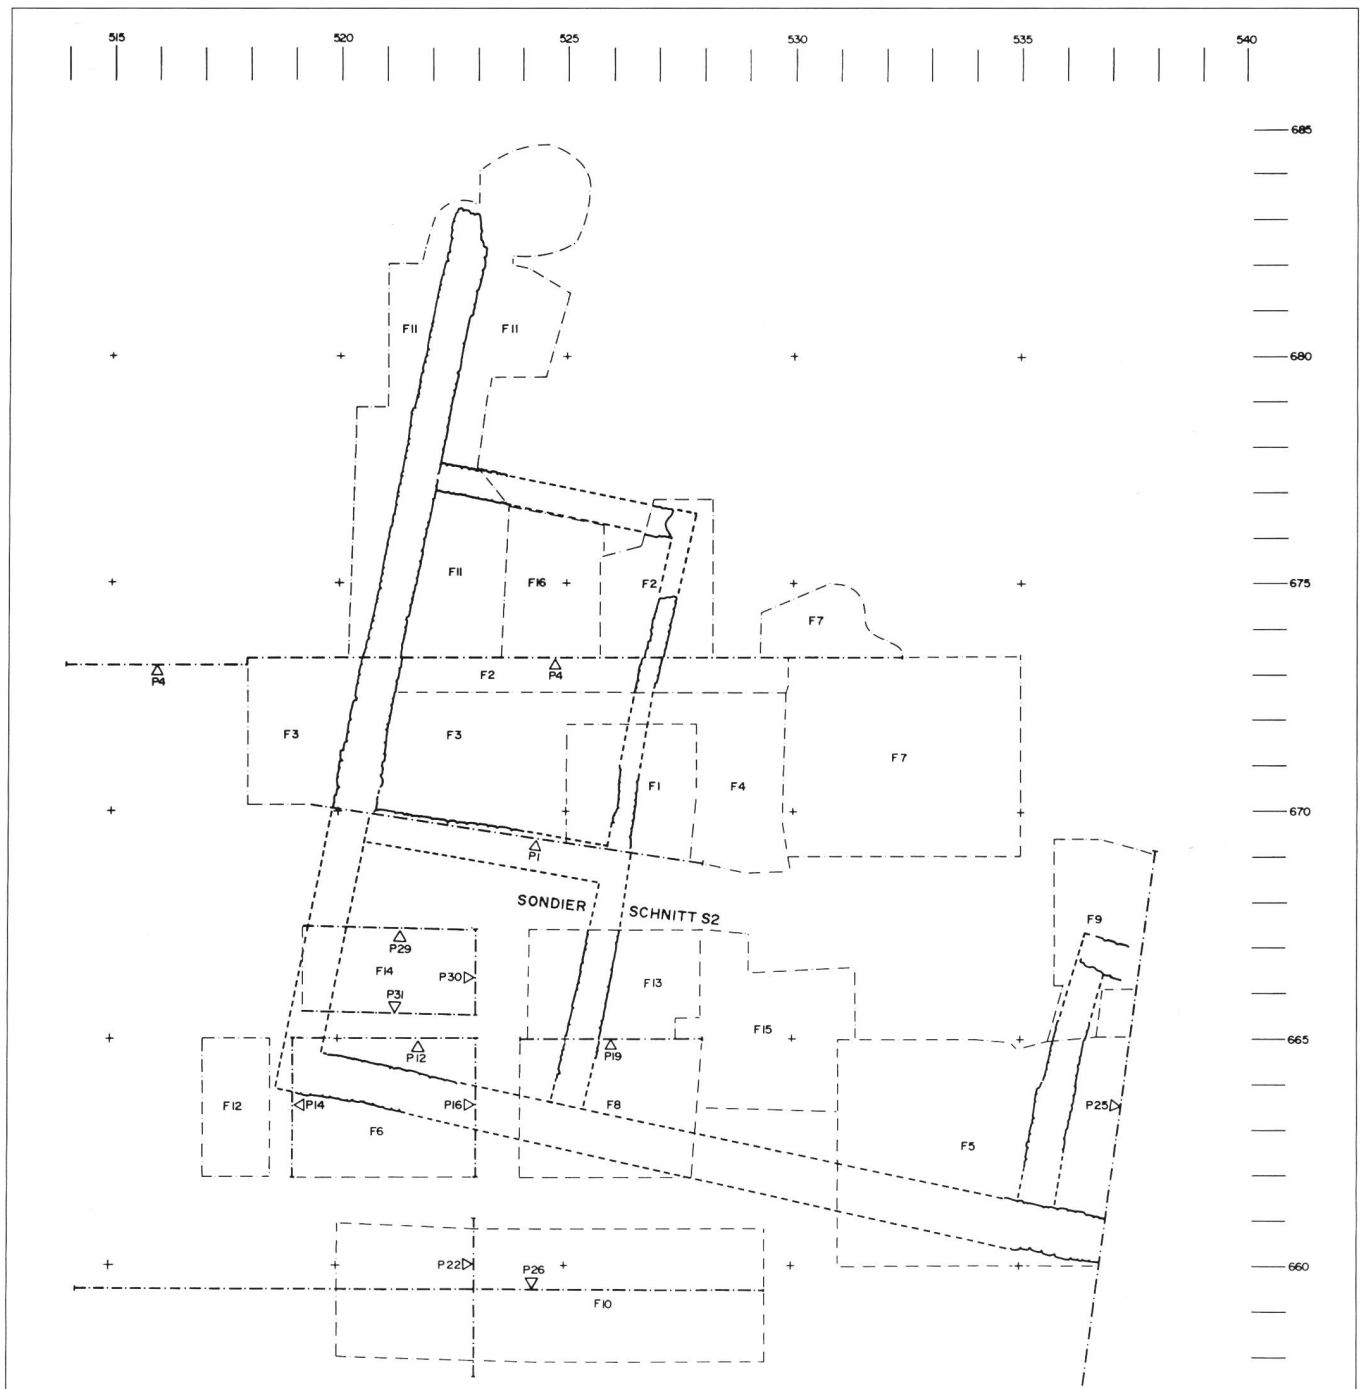 515 520 525 530 535 540
685
F11 F11
680
F11 F16 F2 675
F7
P4 F2 P4
F3 F3 F7
F1 F4
670
P1
SONDIER SCHNITT S2
F9
P29
F14 P30 F13
P31
F15 665
P12 P19
F12 P14 P16 F8 P25
F6 F5
P22 P26 660
F10